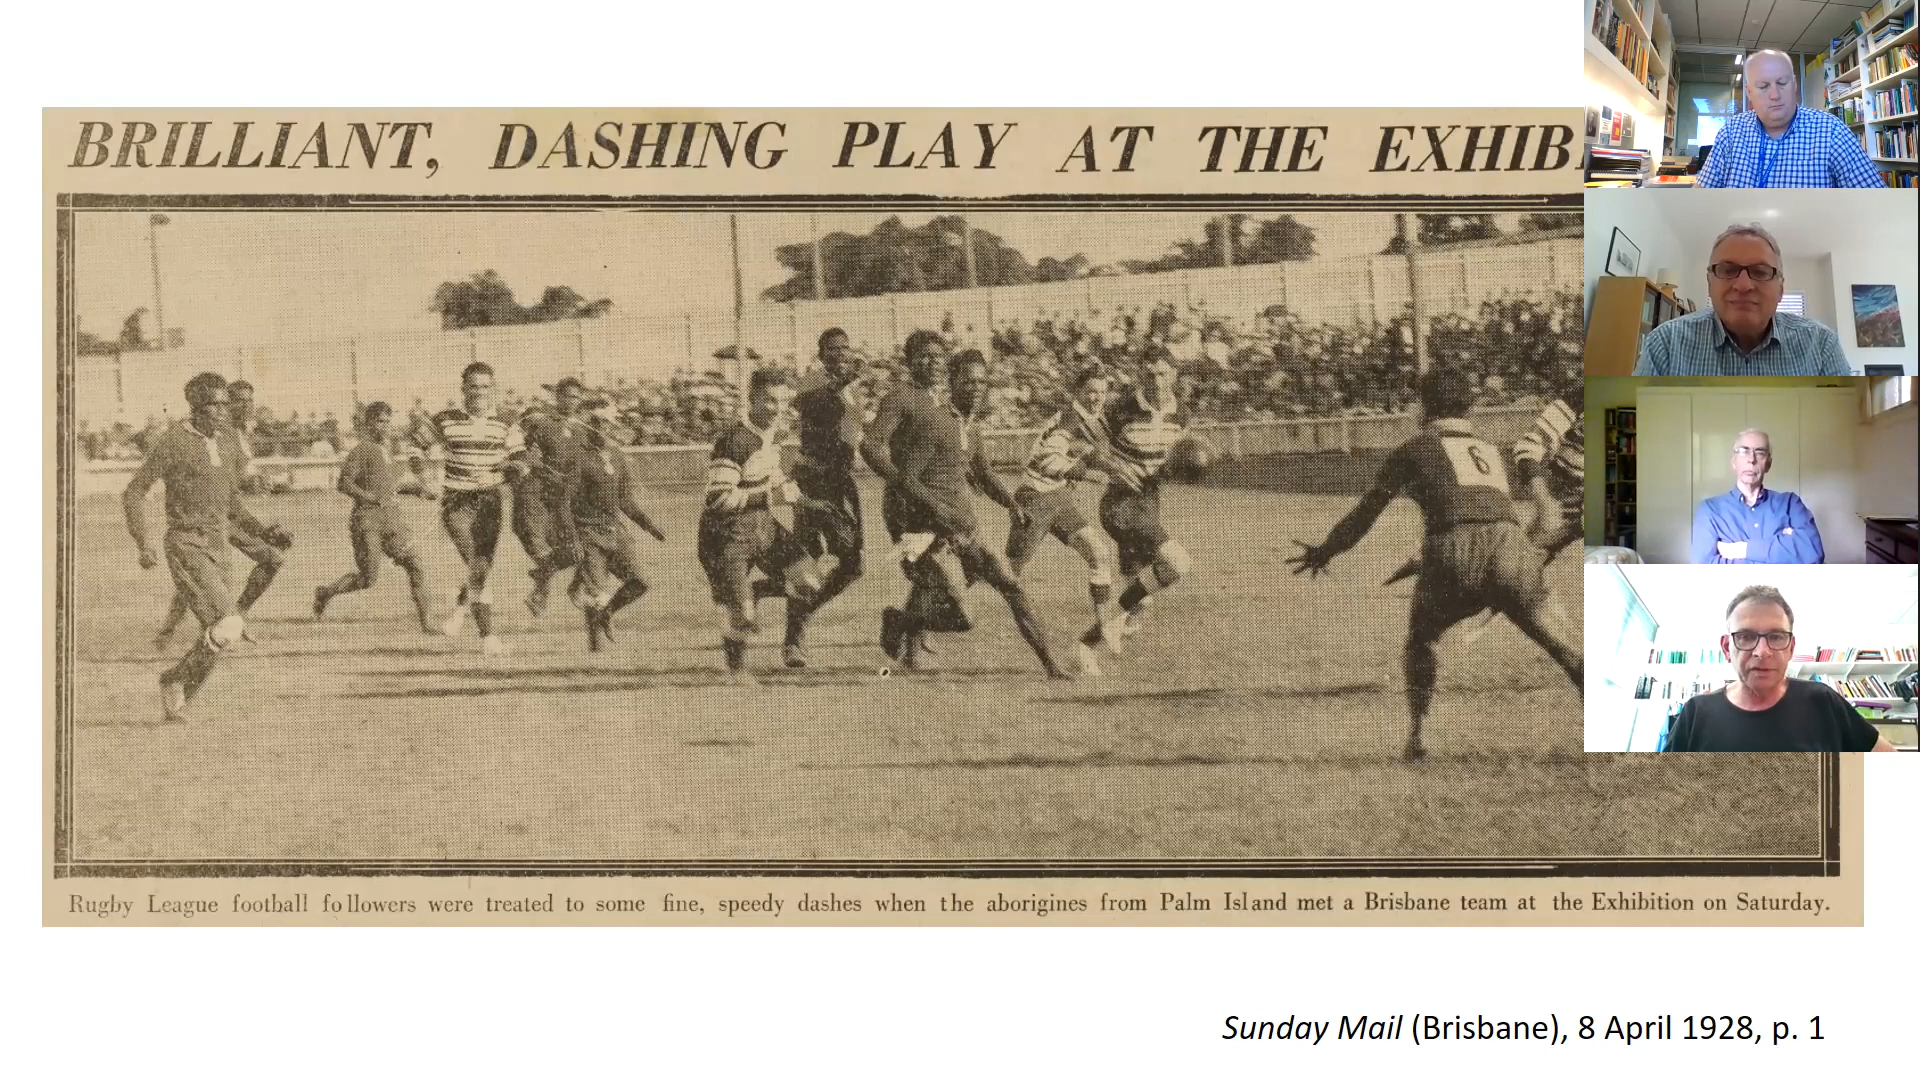 BRILLIANT, DASHING PLAY AT THE EXHIB
6
Rugby League football followers were treated to some fine, speedy dashes when the aborigines from Palm Island met a Brisbane team at the Exhibition on Saturday.
Sunday Mail (Brisbane), 8 April 1928, p. 1